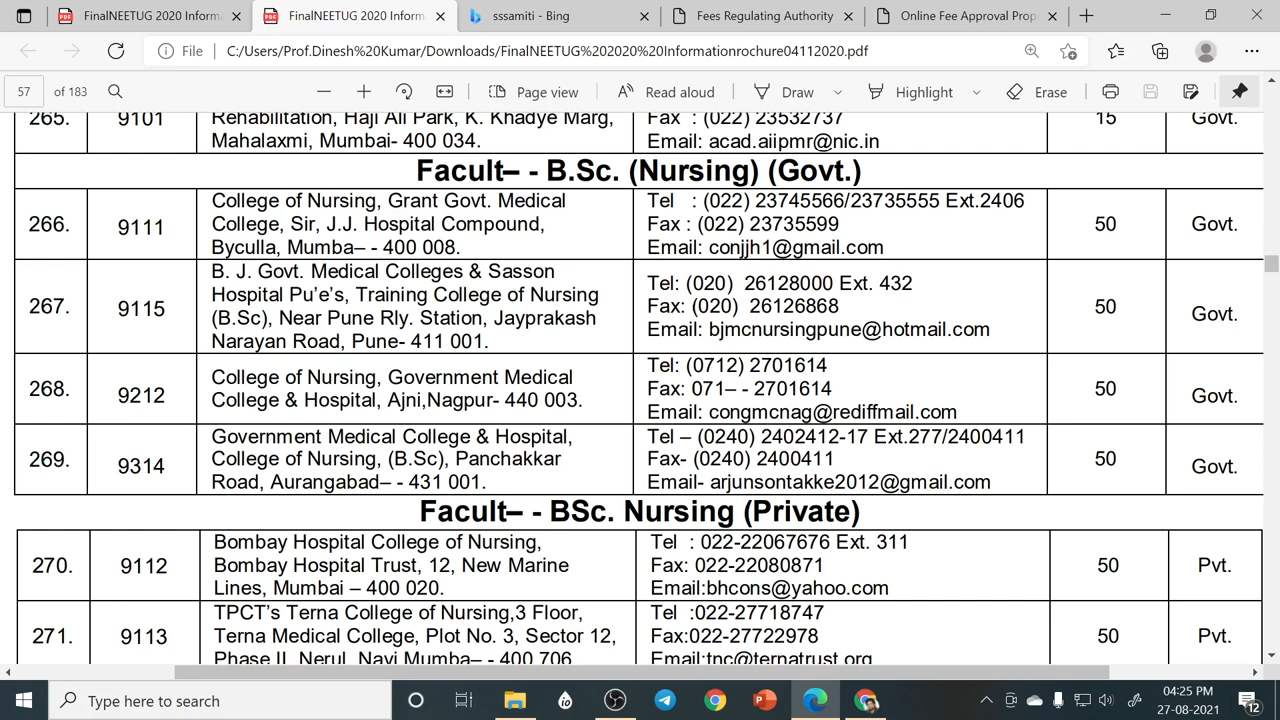 FinalNEETUG 2020 Inform
FinalNEETUG 2020 Inform
sssamiti - Bing
Fees Regulating Authority
Online Fee Approval Prop
File
C:/Users/Prof.Dinesh%20Kumar/Downloads/FinalNEETUG%202020%20Informationrochure04112020.pdf
57 of 183
Page view
Read aloud
Draw
Highlight
Erase
265. 9101 Rehabilitation, Haji Ali Park, K. Khadye Marg, Fax : (022) 23532737 15 Govt.
Mahalaxmi, Mumbai- 400 034. Email: acad.aiipmr@nic.in
Facult– - B.Sc. (Nursing) (Govt.)
266. 9111
College of Nursing, Grant Govt. Medical
College, Sir, J.J. Hospital Compound,
Byculla, Mumba– - 400 008.
Tel : (022) 23745566/23735555 Ext.2406
Fax : (022) 23735599
Email: conjjh1@gmail.com
50 Govt.
267. 9115
B. J. Govt. Medical Colleges & Sasson
Hospital Pu’e’s, Training College of Nursing
(B.Sc), Near Pune Rly. Station, Jayprakash
Narayan Road, Pune- 411 001.
Tel: (020) 26128000 Ext. 432
Fax: (020) 26126868
Email: bjmcnursingpune@hotmail.com
50 Govt.
268. 9212
College of Nursing, Government Medical
College & Hospital, Ajni,Nagpur- 440 003.
Tel: (0712) 2701614
Fax: 071– - 2701614
Email: congmcnag@rediffmail.com
50 Govt.
269. 9314
Government Medical College & Hospital,
College of Nursing, (B.Sc), Panchakkar
Road, Aurangabad– - 431 001.
Tel – (0240) 2402412-17 Ext.277/2400411
Fax- (0240) 2400411
Email- arjunsontakke2012@gmail.com
50 Govt.
Facult– - BSc. Nursing (Private)
270. 9112
Bombay Hospital College of Nursing,
Bombay Hospital Trust, 12, New Marine
Lines, Mumbai – 400 020.
Tel : 022-22067676 Ext. 311
Fax: 022-22080871
Email:bhcons@yahoo.com
50 Pvt.
271. 9113
TPCT’s Terna College of Nursing,3 Floor,
Terna Medical College, Plot No. 3, Sector 12,
Phase II, Nerul, Navi Mumba– - 400 706
Tel :022-27718747
Fax:022-27722978
Email:tnc@ternatrust.org
50 Pvt.
Type here to search
04:25 PM
27-08-2021
12